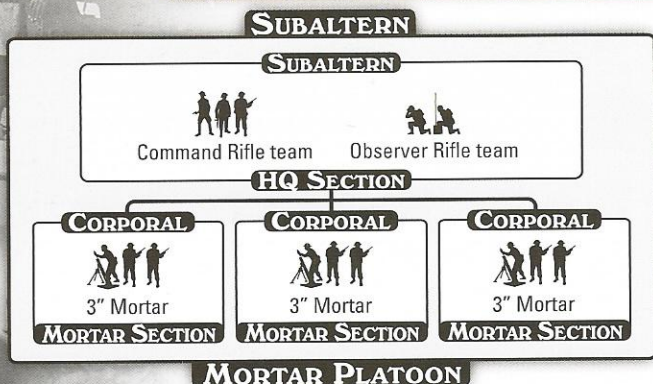 SUBALTERN
SUBALTERN
Command Rifle team Observer Rifle team
HQ SECTION
CORPORAL CORPORAL CORPORAL
3" Mortar 3" Mortar 3" Mortar
MORTAR SECTION MORTAR SECTION MORTAR SECTION
MORTAR PLATOON